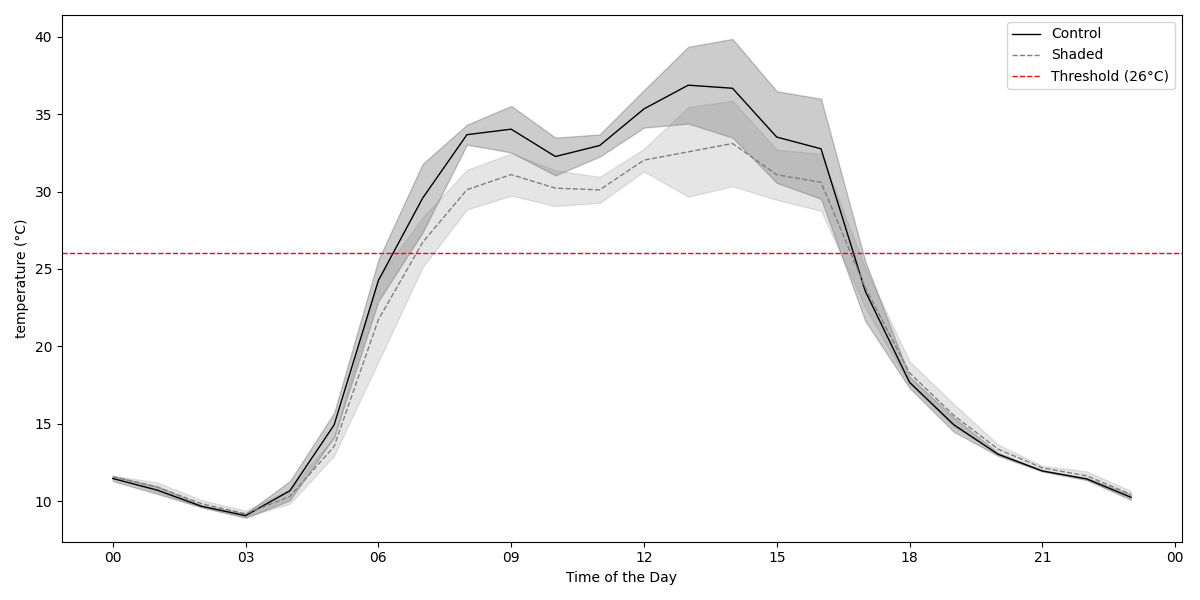 Control
Shaded
Threshold (26°C)
temperature (°C)
40
35
30
25
20
15
10
00 03 06 09 12 15 18 21 00
Time of the Day